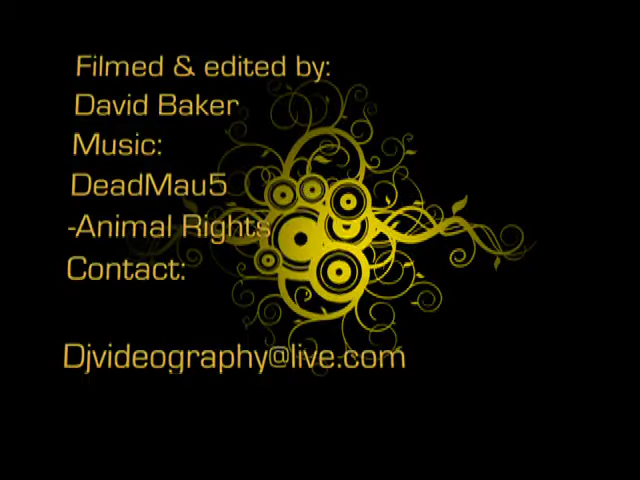 Filmed & edited by:
David Baker
Music:
DeadMau5
-Animal Rights
Contact:
Djvideography@live.com